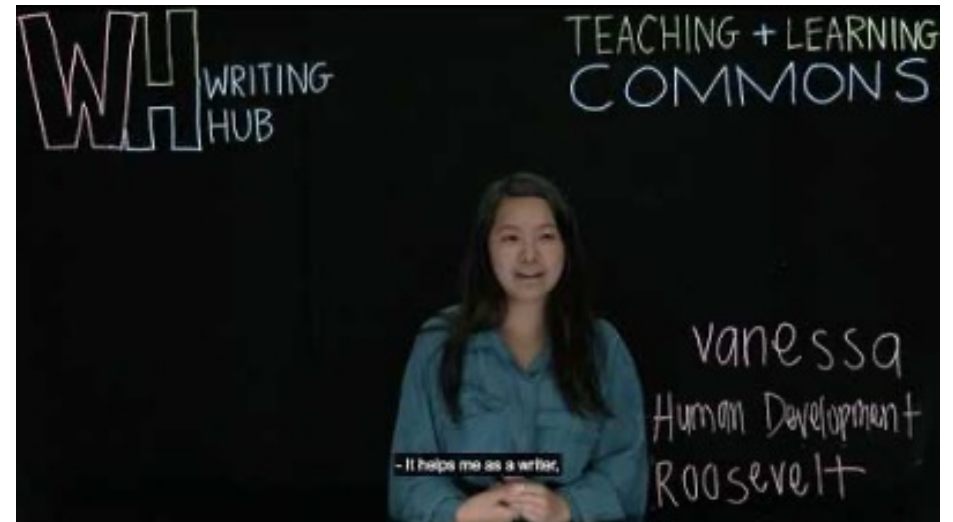 WH WRITING
HUB
TEACHING + LEARNING
COMMONS
vanessa
Human Development
Roosevelt
- It helps me as a writer,